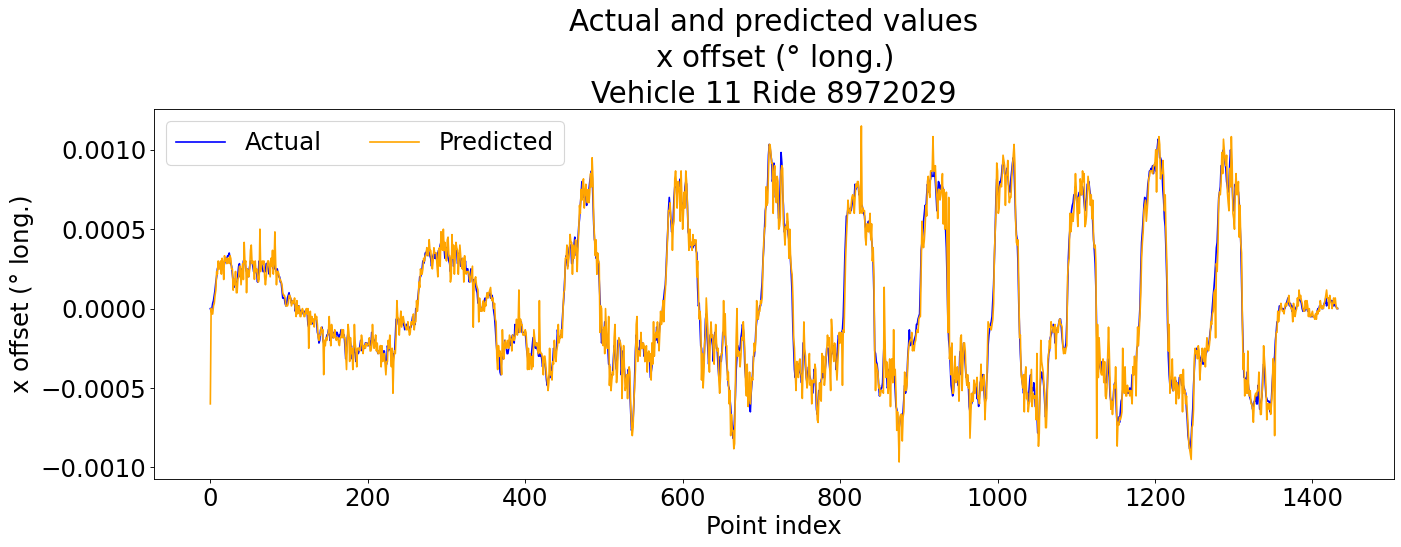 Actual and predicted values
x offset (° long.)
Vehicle 11 Ride 8972029
Actual
Predicted
0.0010
0.0005
0.0000
−0.0005
−0.0010
x offset (° long.)
0 200 400 600 800 1000 1200 1400
Point index